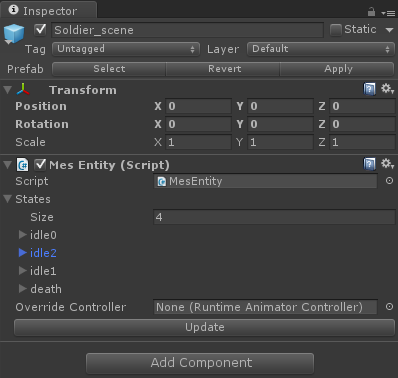 Inspector
Soldier_scene Static
Tag Untagged Layer Default
Prefab Select Revert Apply
Transform
Position X 0 Y 0 Z 0
Rotation X 0 Y 0 Z 0
Scale X 1 Y 1 Z 1
Mes Entity (Script)
Script MesEntity
States
Size 4
idle0
idle2
idle1
death
Override Controller None (Runtime Animator Controller)
Update
Add Component